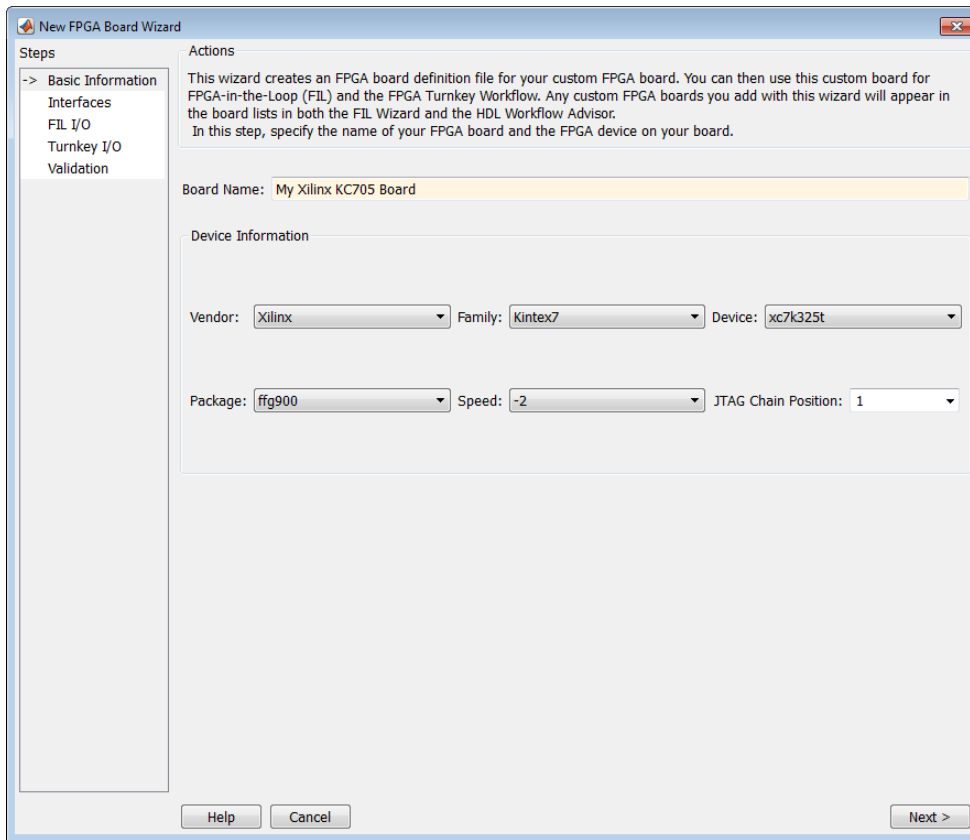 New FPGA Board Wizard
Steps
-> Basic Information
Interfaces
FIL I/O
Turnkey I/O
Validation
Actions
This wizard creates an FPGA board definition file for your custom FPGA board. You can then use this custom board for
FPGA-in-the-Loop (FIL) and the FPGA Turnkey Workflow. Any custom FPGA boards you add with this wizard will appear in
the board lists in both the FIL Wizard and the HDL Workflow Advisor.
In this step, specify the name of your FPGA board and the FPGA device on your board.
Board Name: My Xilinx KC705 Board
Device Information
Vendor: Xilinx Family: Kintex7 Device: xc7k325t
Package: ffg900 Speed: -2 JTAG Chain Position: 1
Help Cancel Next >